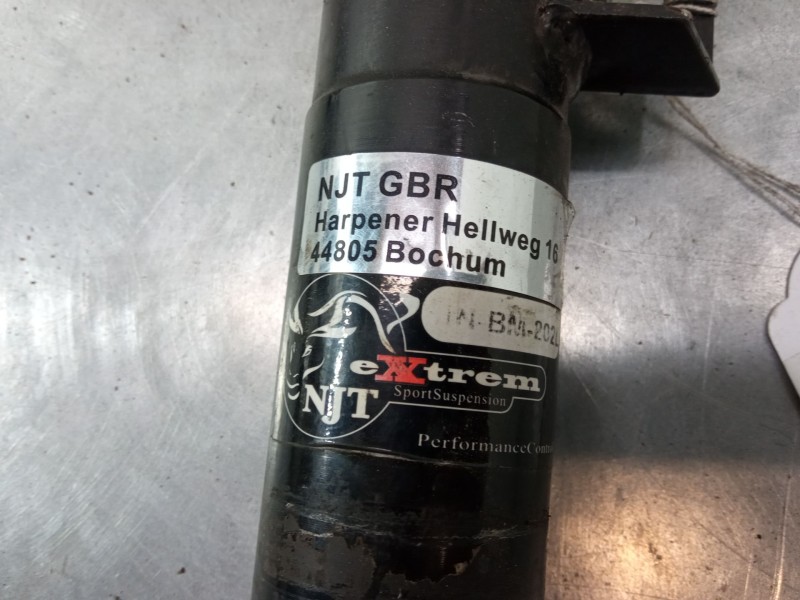 NJT GBR
Harpener Hellweg 16
44805 Bochum
eXtrem
SportSuspension
NJT